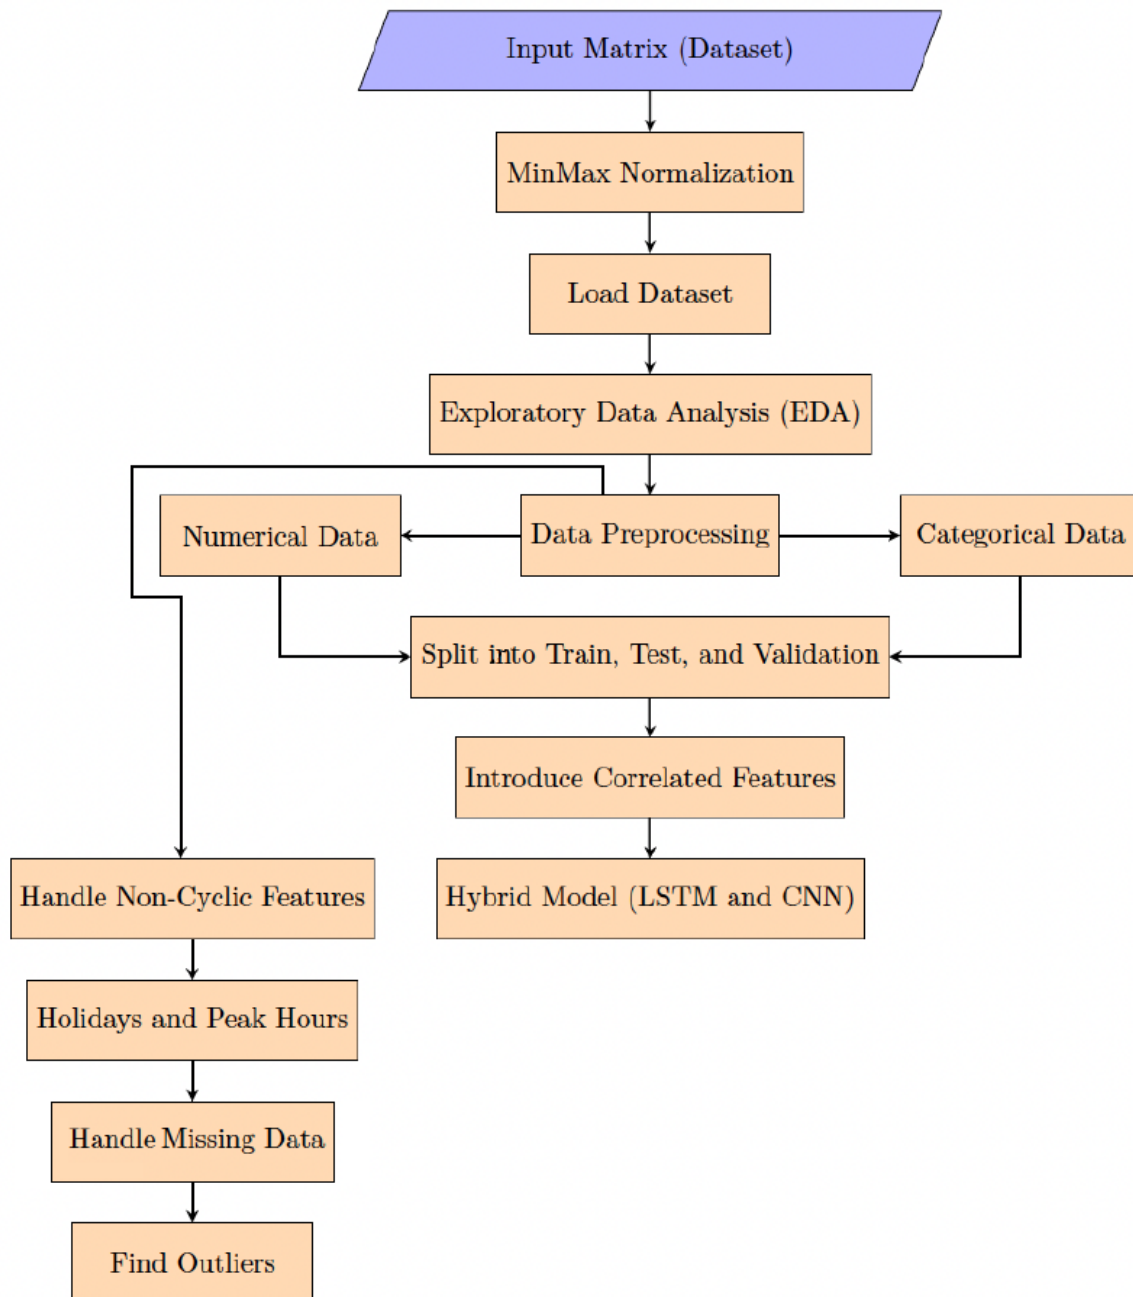 Input Matrix (Dataset)
MinMax Normalization
Load Dataset
Exploratory Data Analysis (EDA)
Numerical Data
Data Preprocessing
Categorical Data
Split into Train, Test, and Validation
Introduce Correlated Features
Handle Non-Cyclic Features
Hybrid Model (LSTM and CNN)
Holidays and Peak Hours
Handle Missing Data
Find Outliers